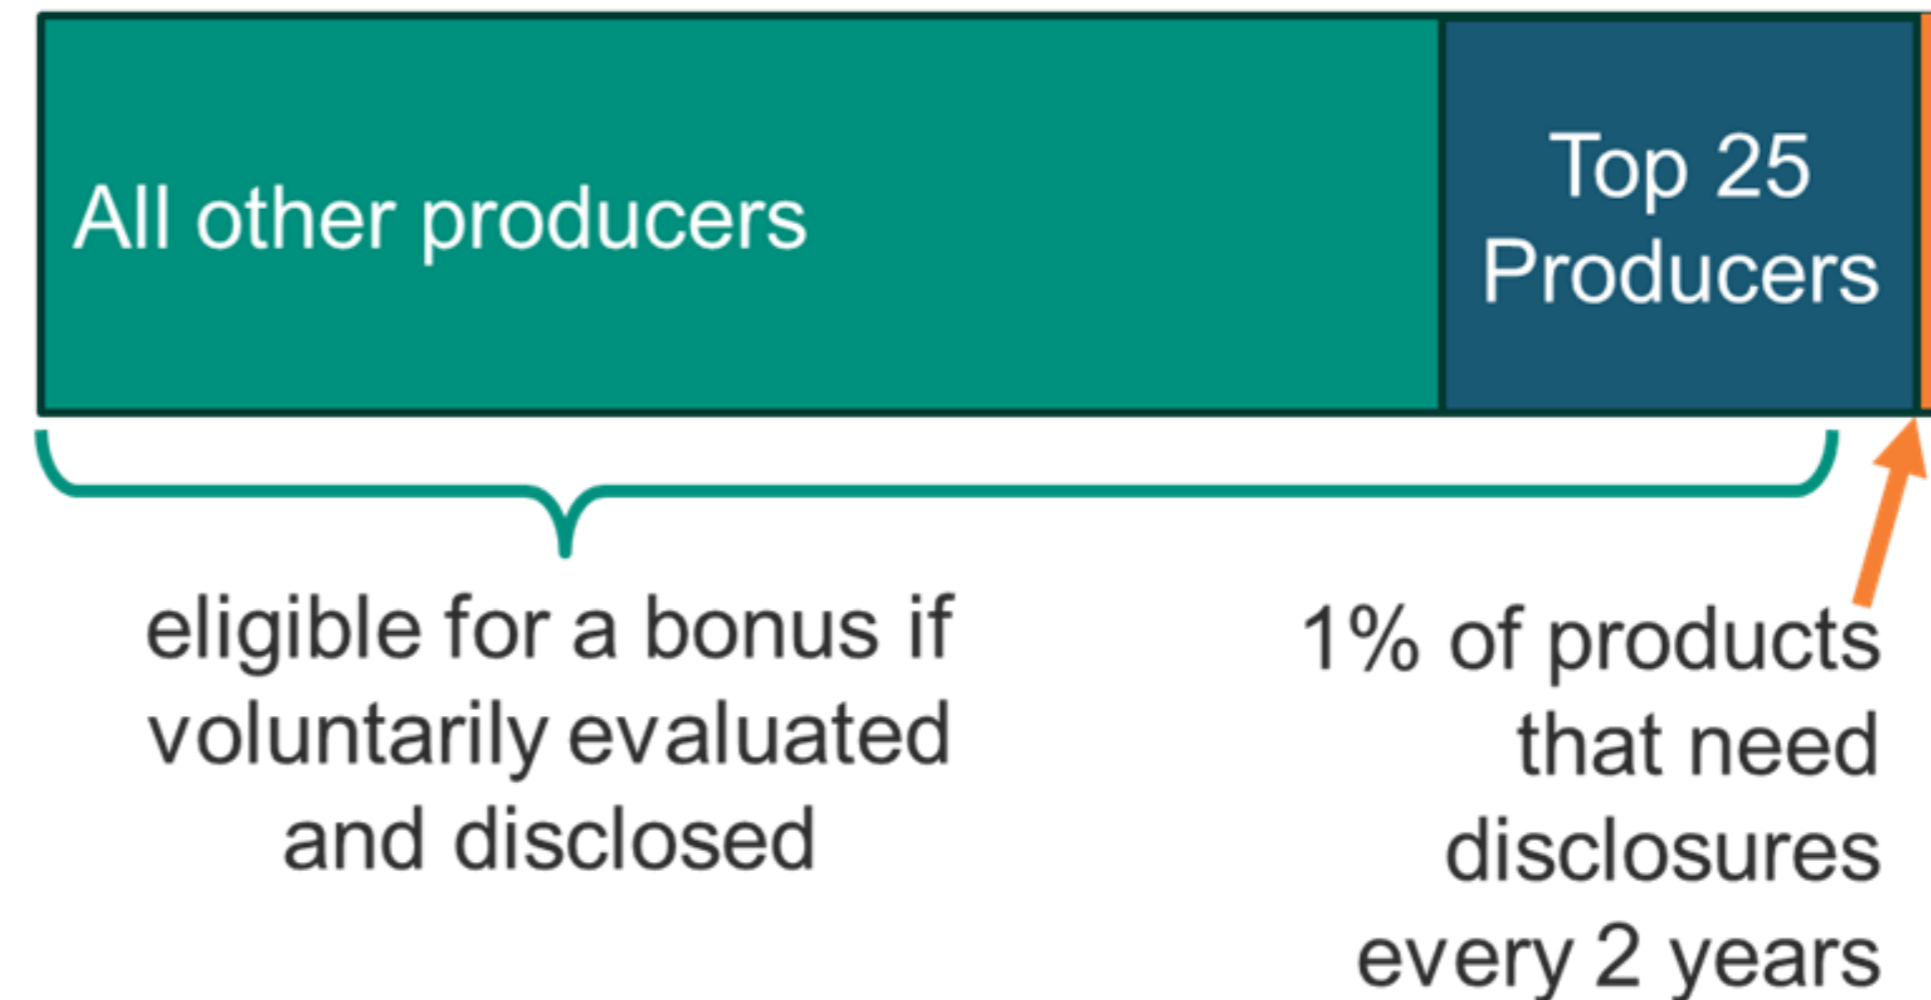 All other producers
Top 25
Producers
eligible for a bonus if
voluntarily evaluated
and disclosed
1% of products
that need
disclosures
every 2 years